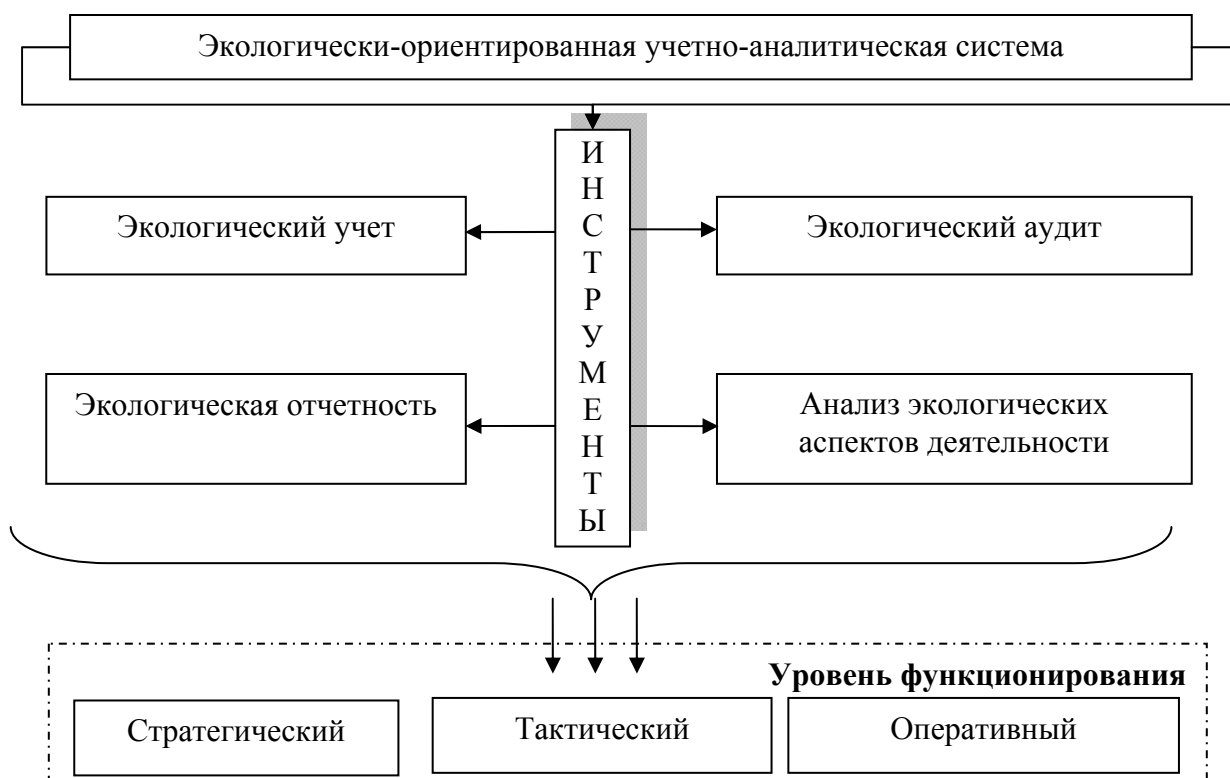 Экологически-ориентированная учетно-аналитическая система
ИНСТРУМЕНТЫ
Экологический учет
Экологический аудит
Экологическая отчетность
Анализ экологических
аспектов деятельности
Уровень функционирования
Стратегический
Тактический
Оперативный